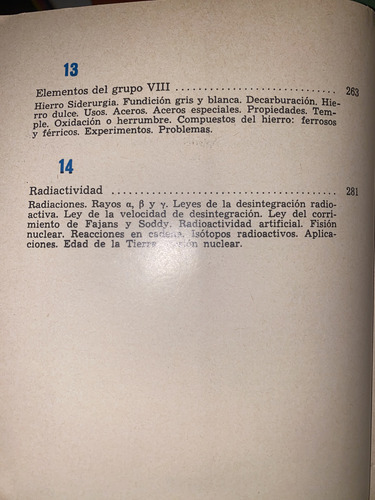 13
Elementos del grupo VIII ........................... 263
Hierro Siderurgia. Fundición gris y blanca. Decarburación. Hie-
rro dulce. Usos. Aceros. Aceros especiales. Propiedades. Tem-
ple. Oxidación o herrumbre. Compuestos del hierro: ferrosos
y férricos. Experimentos. Problemas.
14
Radiactividad ...................................... 281
Radiaciones. Rayos α, β y γ. Leyes de la desintegración radio-
activa. Ley de la velocidad de desintegración. Ley del corri-
miento de Fajans y Soddy. Radioactividad artificial. Fisión
nuclear. Reacciones en cadena. Isótopos radioactivos. Aplica-
ciones. Edad de la Tierra. nuclear.